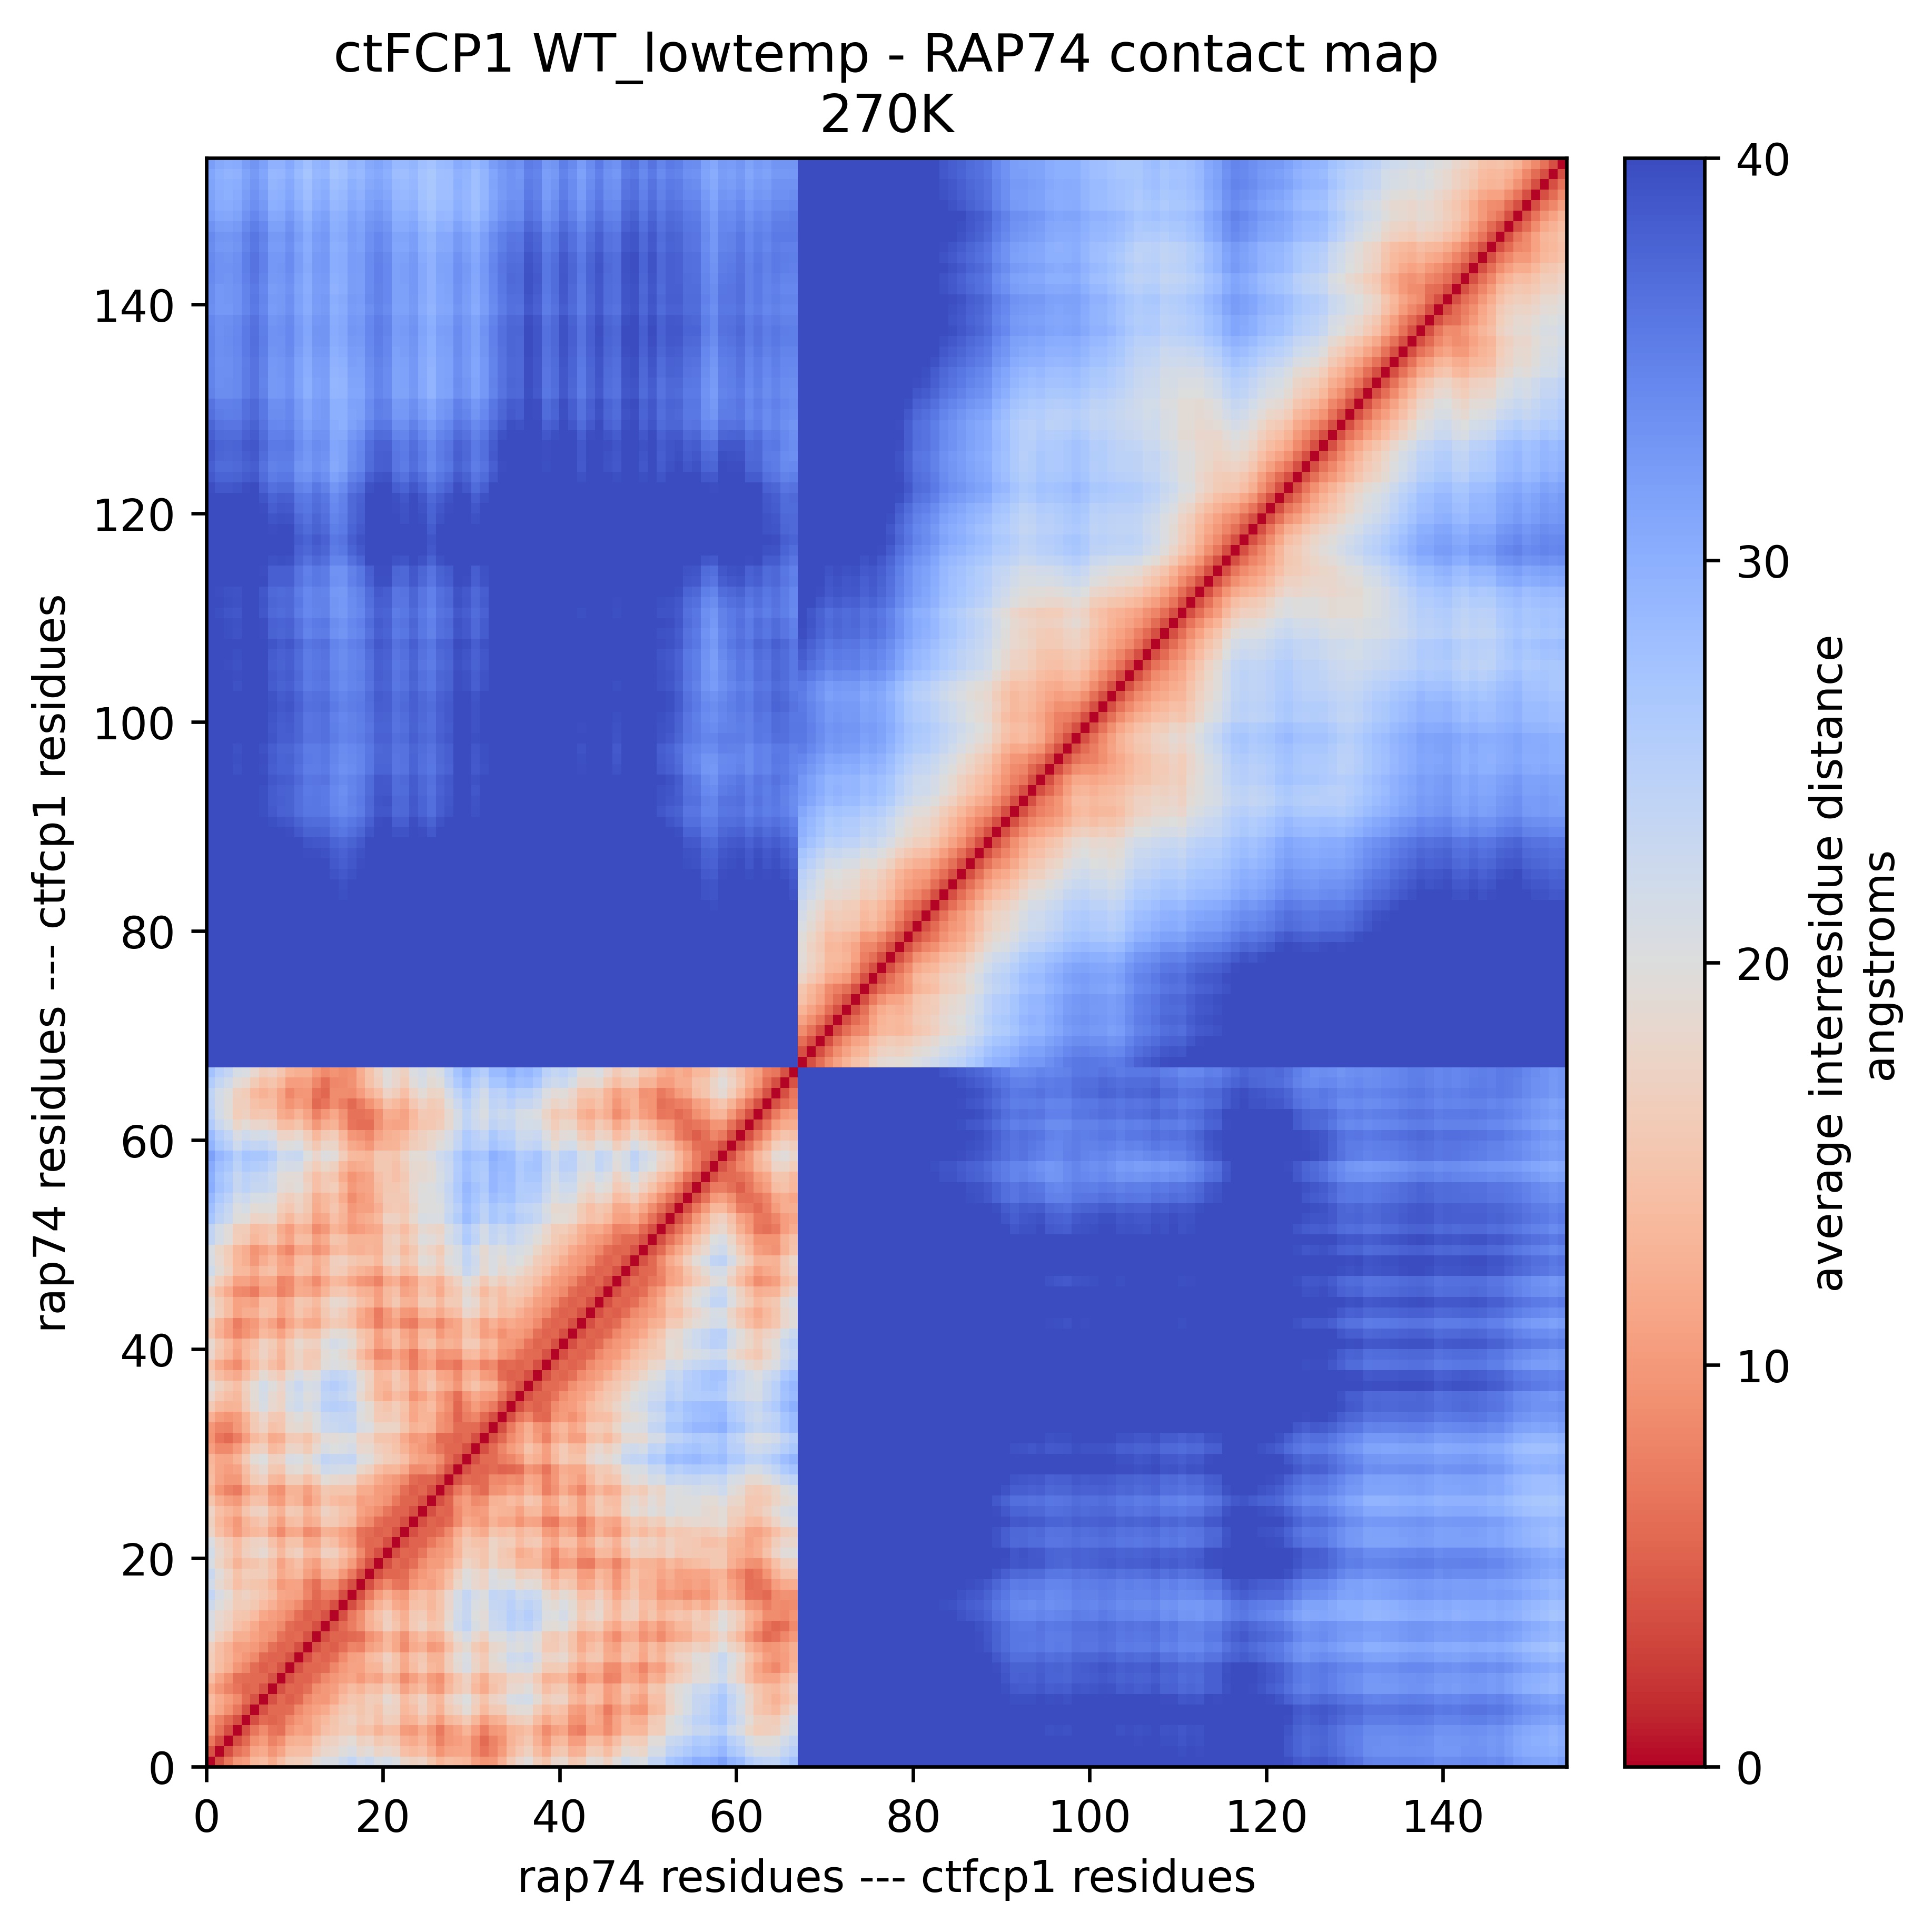 ctFCP1 WT_lowtemp - RAP74 contact map
270K
rap74 residues --- ctfcp1 residues
140
120
100
80
60
40
20
0
0 20 40 60 80 100 120 140
rap74 residues --- ctfcp1 residues
40
30
20
10
0
average interresidue distance
angstroms